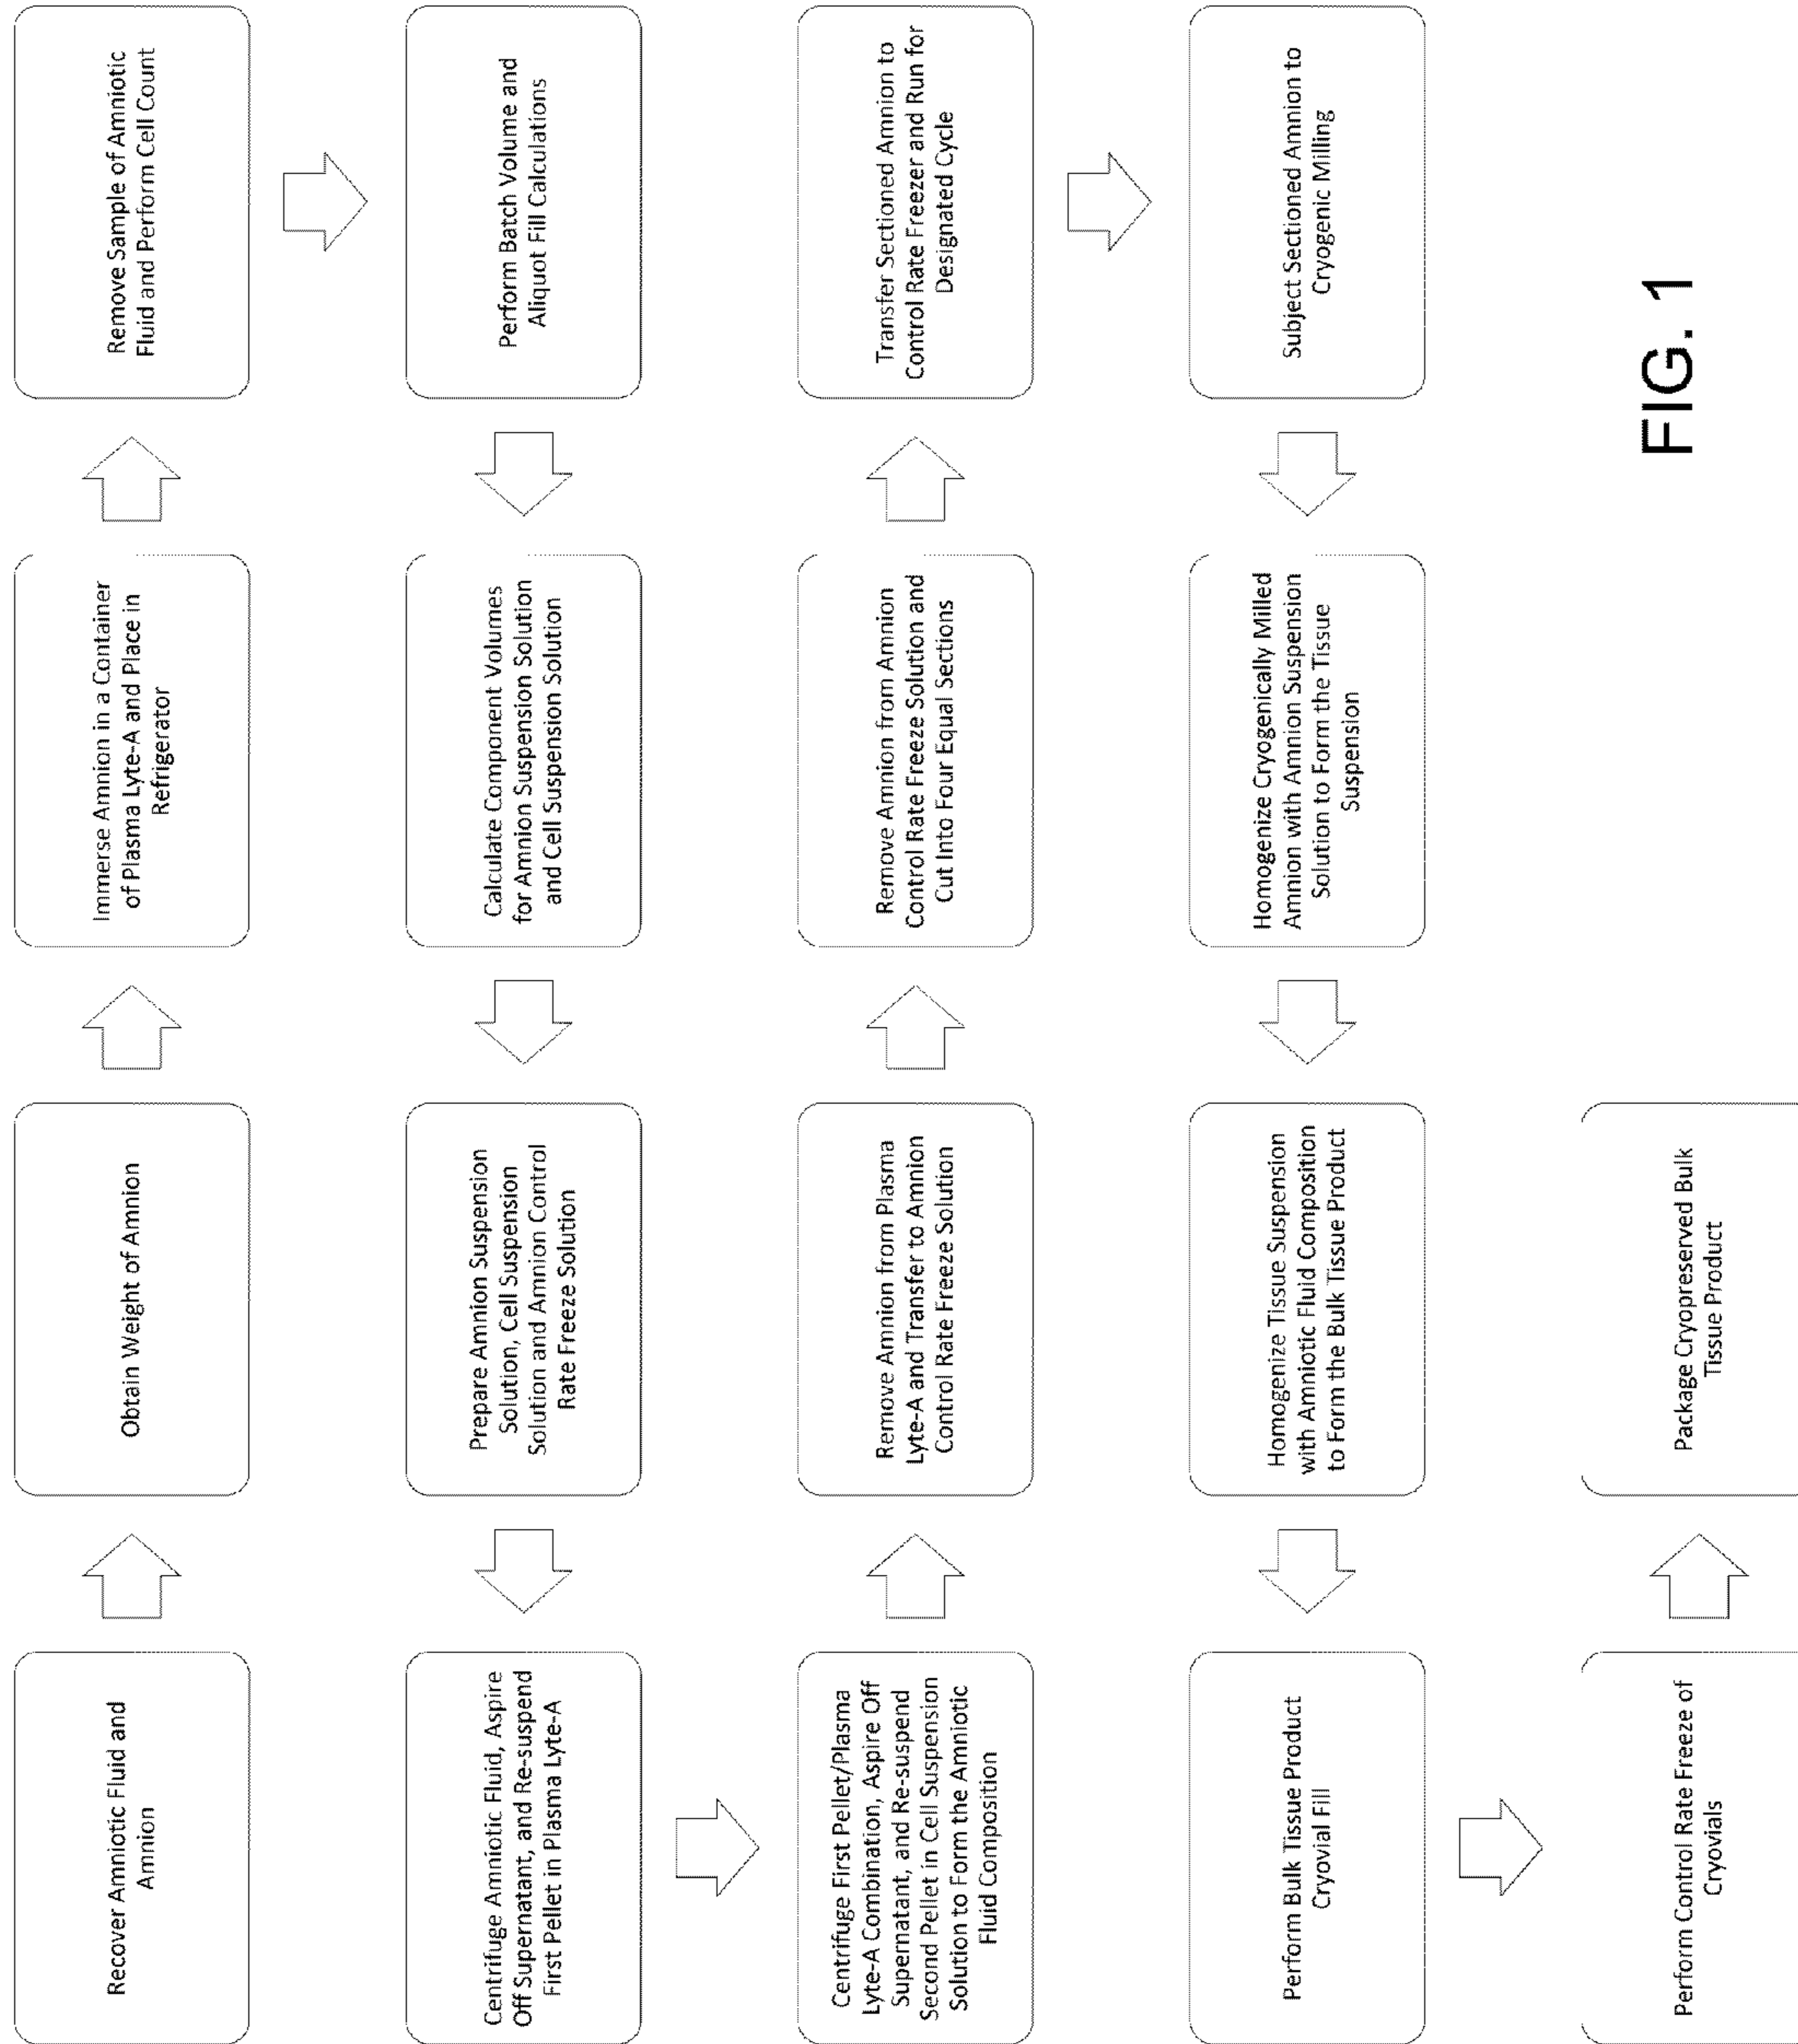 Recover Amniotic Fluid and
Amnion
Obtain Weight of Amnion
Immerse Amnion in a Container
of Plasma Lyte-A and Place in
Refrigerator
Remove Sample of Amniotic
Fluid and Perform Cell Count
Perform Batch Volume and
Aliquot Fill Calculations
Calculate Component Volumes
for Amnion Suspension Solution
and Cell Suspension Solution
Prepare Amnion Suspension
Solution, Cell Suspension
Solution and Amnion Control
Rate Freeze Solution
Centrifuge Amniotic Fluid, Aspire
Off Supernatant, and Re-suspend
First Pellet in Plasma Lyte-A
Centrifuge First Pellet/Plasma
Lyte-A Combination, Aspire Off
Supernatant, and Re-suspend
Second Pellet in Cell Suspension
Solution to Form the Amniotic
Fluid Composition
Remove Amnion from Plasma
Lyte-A and Transfer to Amnion
Control Rate Freeze Solution
Remove Amnion from Amnion
Control Rate Freeze Solution and
Cut Into Four Equal Sections
Transfer Sectioned Amnion to
Control Rate Freezer and Run for
Designated Cycle
Subject Sectioned Amnion to
Cryogenic Milling
Homogenize Cryogenically Milled
Amnion with Amnion Suspension
Solution to Form the Tissue
Suspension
Homogenize Tissue Suspension
with Amniotic Fluid Composition
to Form the Bulk Tissue Product
Perform Bulk Tissue Product
Cryovial Fill
Perform Control Rate Freeze of
Cryovials
Package Cryopreserved Bulk
Tissue Product
FIG. 1